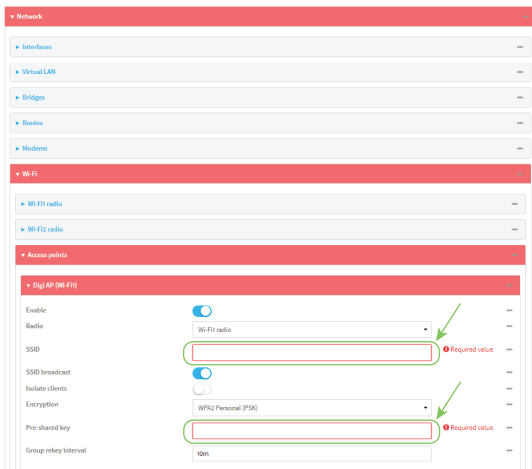 Network
Interfaces
Virtual LAN
Bridges
Routes
Modems
Wi-Fi
Wi-Fi1 radio
Wi-Fi2 radio
Access points
Digi AP (Wi-Fi1)
Enable
Radio
Wi-Fi1 radio
SSID
Required value
SSID broadcast
Isolate clients
Encryption
WPA2 Personal (PSK)
Pre-shared key
Required value
Group rekey interval
10m